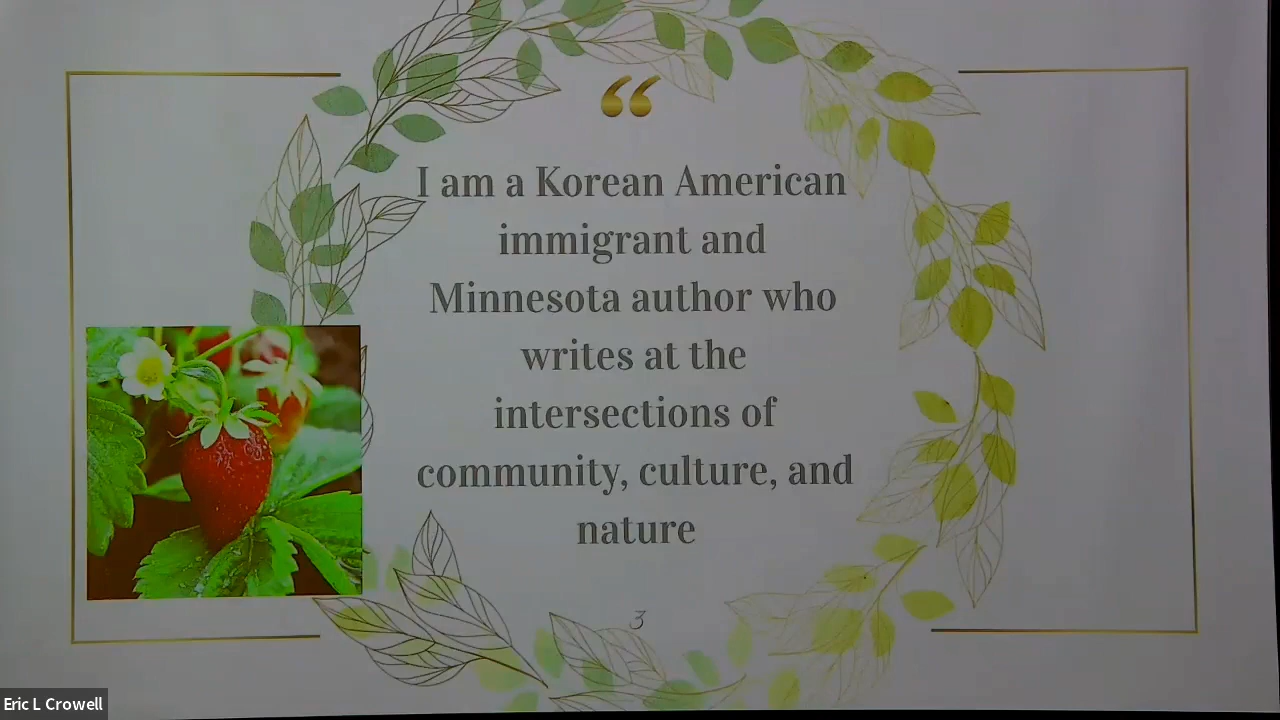 “
I am a Korean American
immigrant and
Minnesota author who
writes at the
intersections of
community, culture, and
nature
3
Eric L Crowell